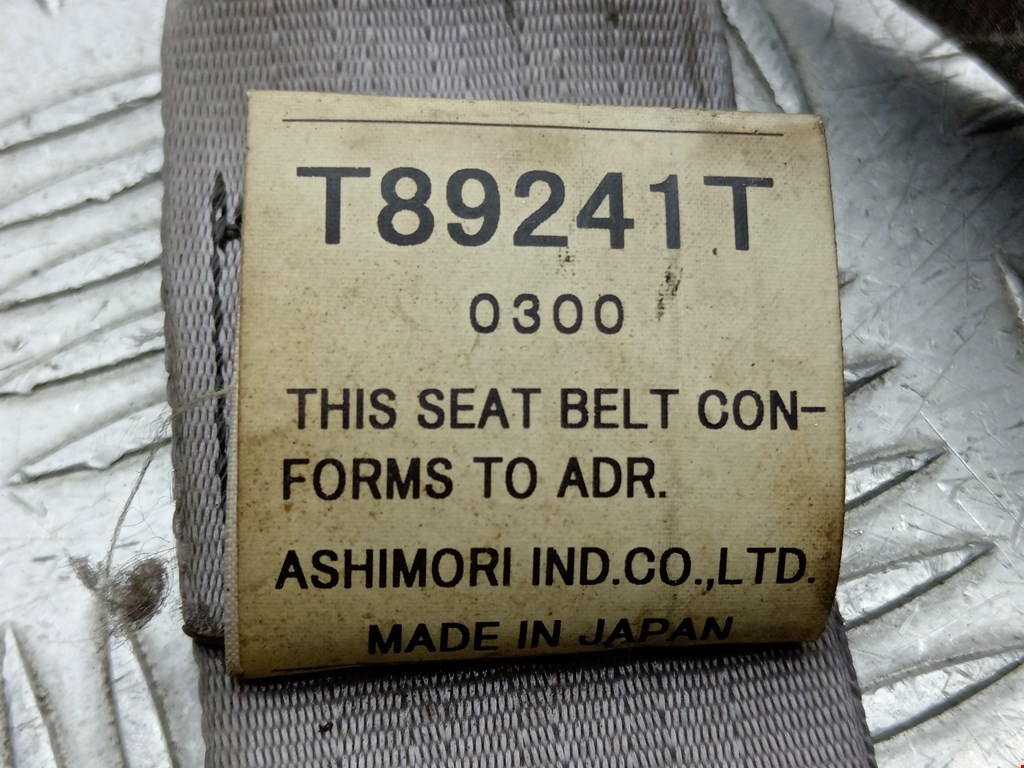 T89241T
0300
THIS SEAT BELT CON-
FORMS TO ADR.
ASHIMORI IND.CO.,LTD.
MADE IN JAPAN